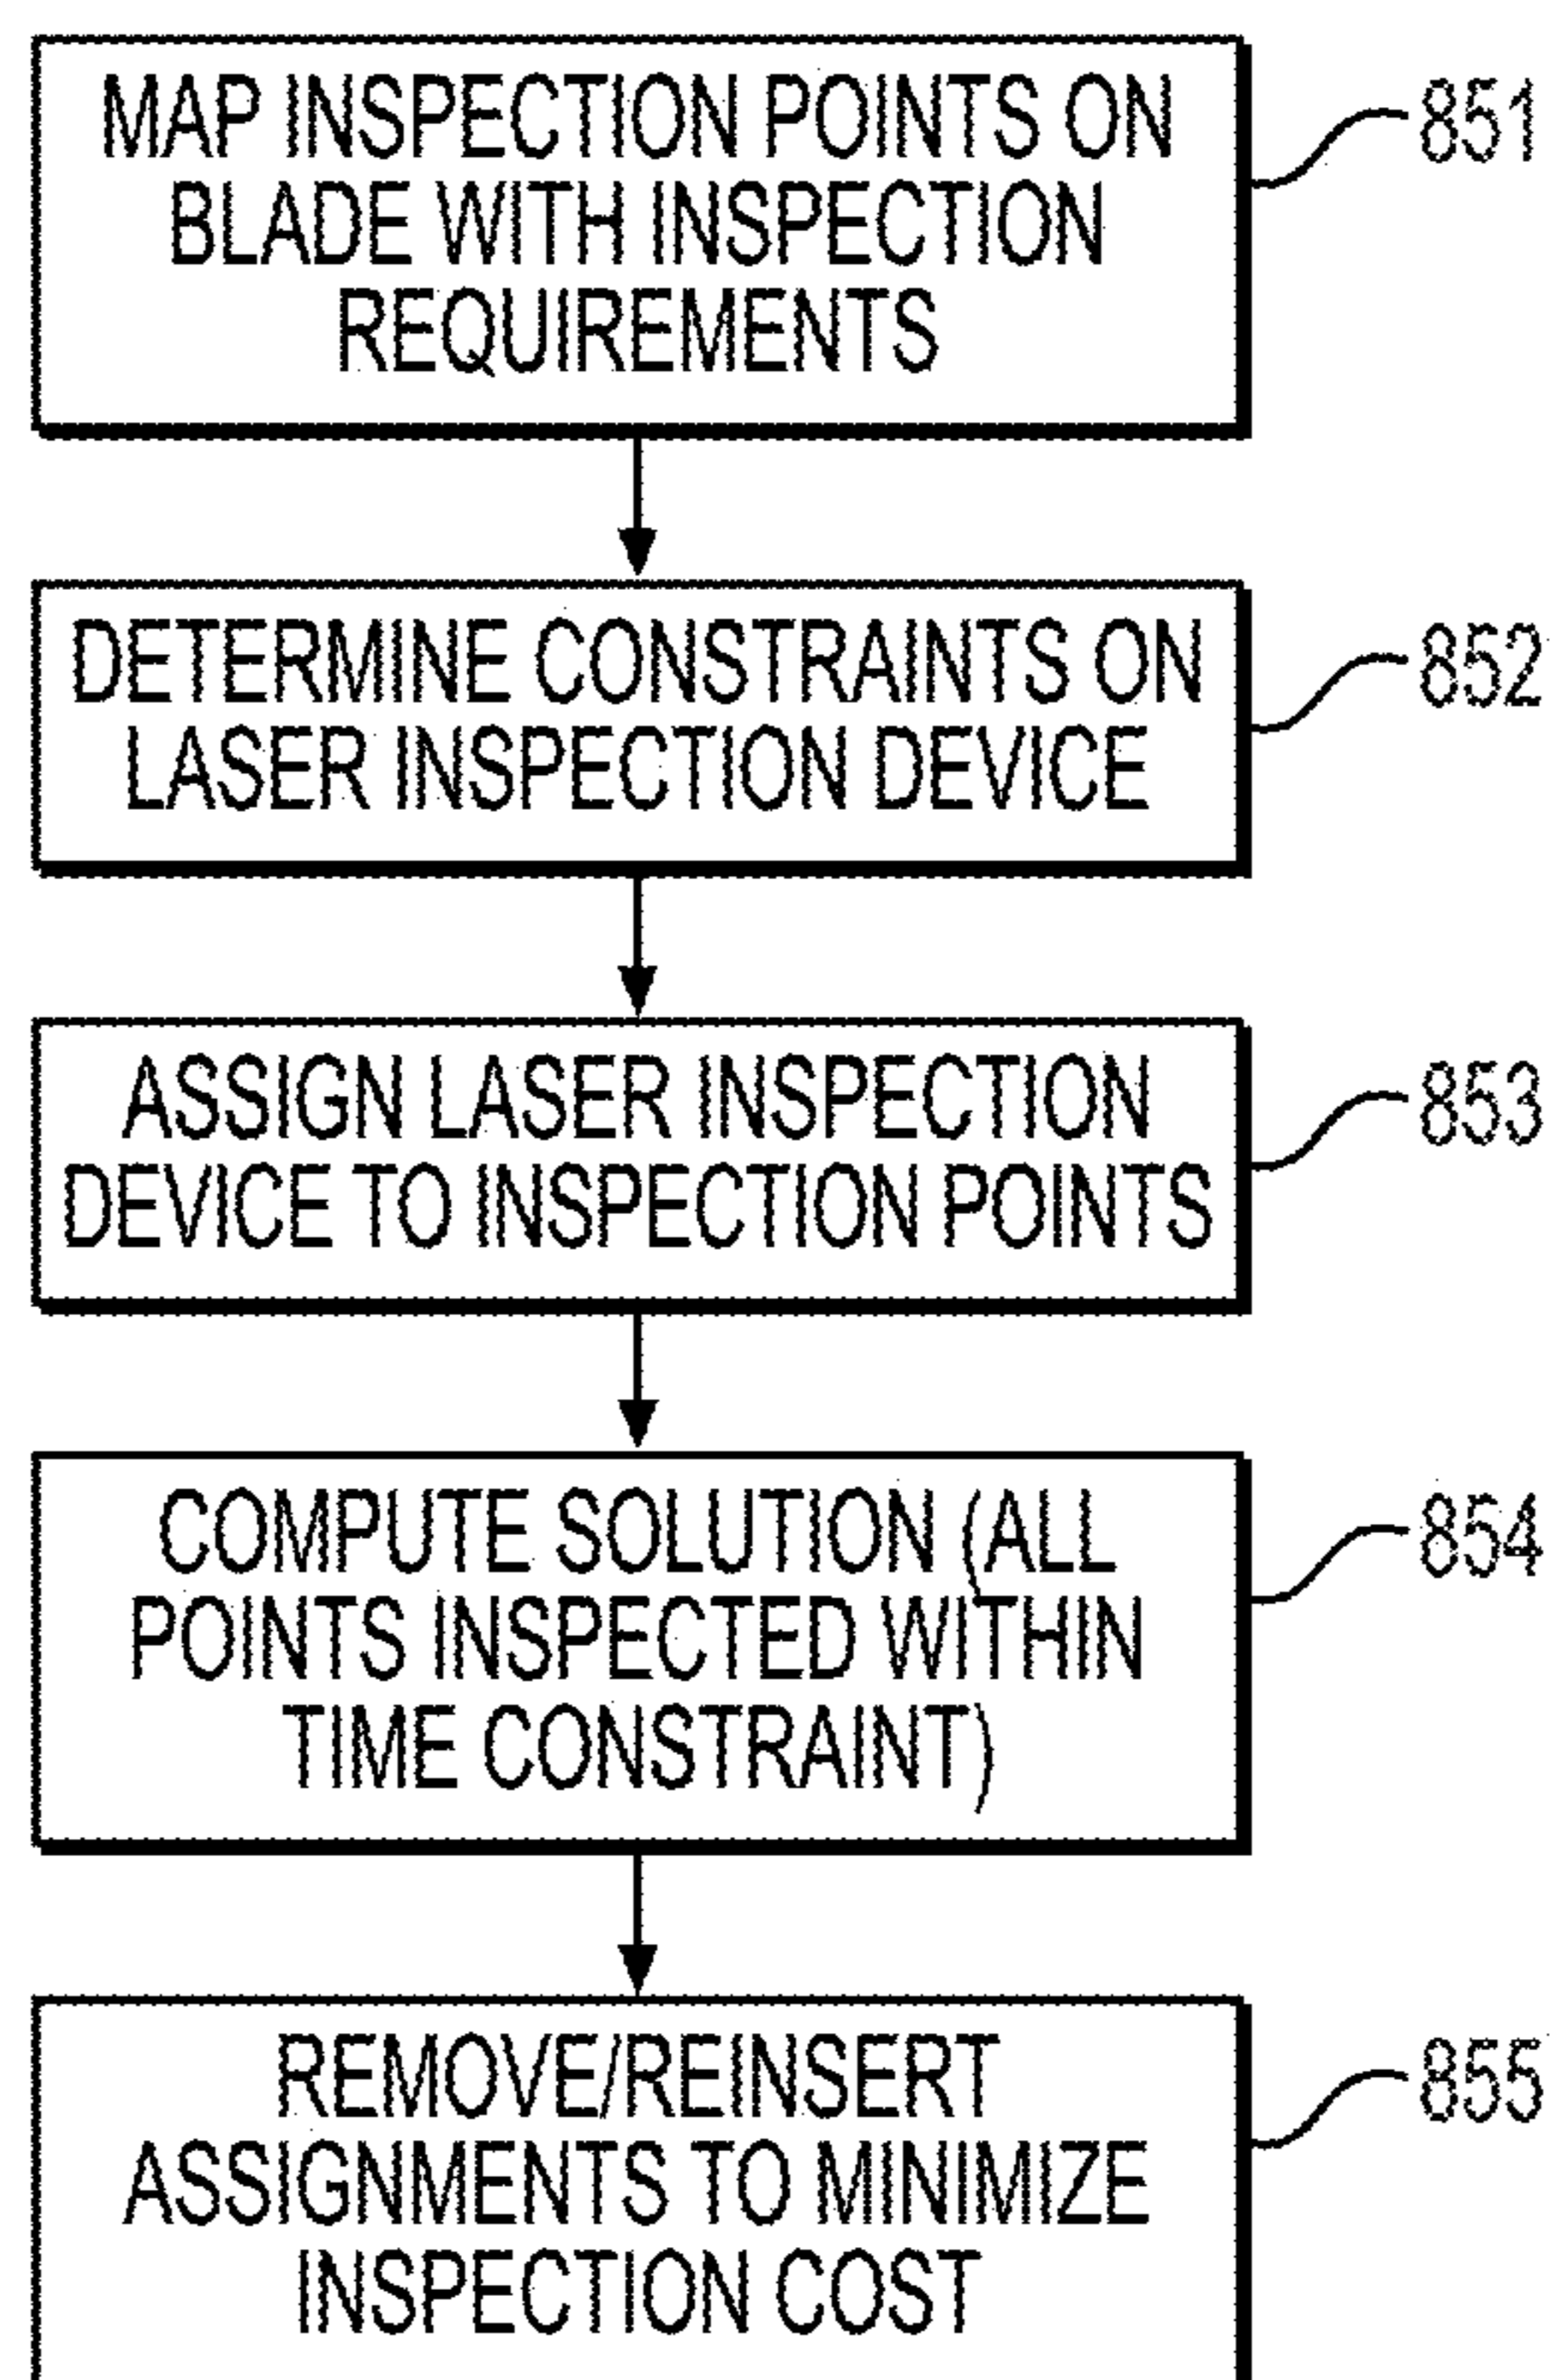 MAP INSPECTION POINTS ON
BLADE WITH INSPECTION
REQUIREMENTS
851
DETERMINE CONSTRAINTS ON
LASER INSPECTION DEVICE
852
ASSIGN LASER INSPECTION
DEVICE TO INSPECTION POINTS
853
COMPUTE SOLUTION (ALL
POINTS INSPECTED WITHIN
TIME CONSTRAINT)
854
REMOVE/REINSERT
ASSIGNMENTS TO MINIMIZE
INSPECTION COST
855